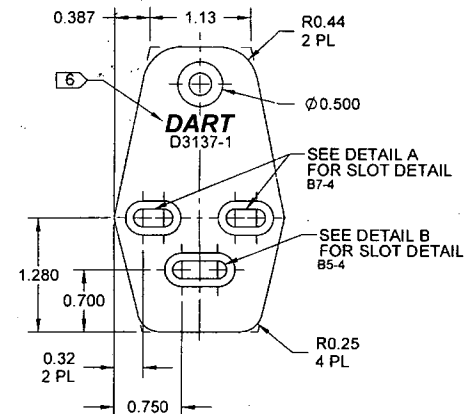 0.387
1.13
R0.44
2 PL
6
Ø0.500
DART
D3137-1
SEE DETAIL A
FOR SLOT DETAIL
B7-4
SEE DETAIL B
FOR SLOT DETAIL
B5-4
1.280
0.700
R0.25
4 PL
0.32
2 PL
0.750